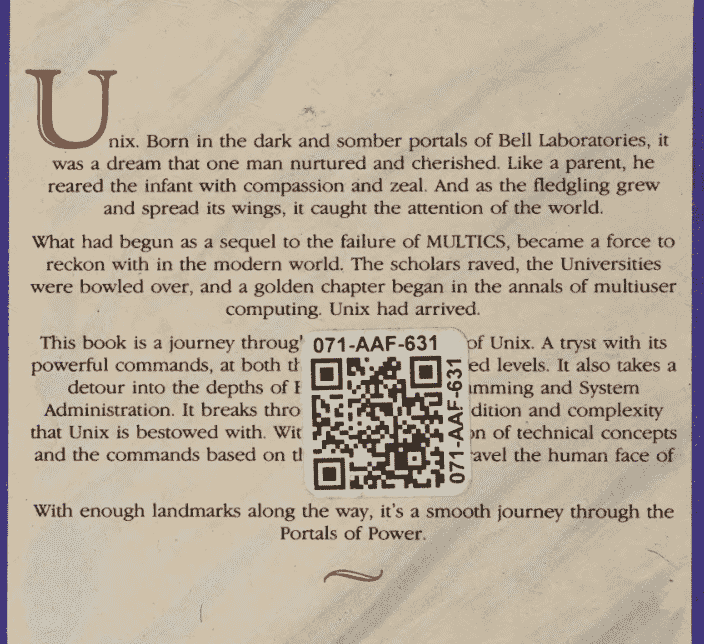 Unix. Born in the dark and somber portals of Bell Laboratories, it
was a dream that one man nurtured and cherished. Like a parent, he
reared the infant with compassion and zeal. And as the fledgling grew
and spread its wings, it caught the attention of the world.
What had begun as a sequel to the failure of MULTICS, became a force to
reckon with in the modern world. The scholars raved, the Universities
were bowled over, and a golden chapter began in the annals of multiuser
computing. Unix had arrived.
This book is a journey of Unix. A tryst with its
powerful commands, at both levels. It also takes a
detour into the depths of and System
Administration. It breaks and complexity
that Unix is bestowed with. of technical concepts
and the commands based on the human face of
071-AAF-631
071-AAF-631
With enough landmarks along the way, it's a smooth journey through the
Portals of Power.